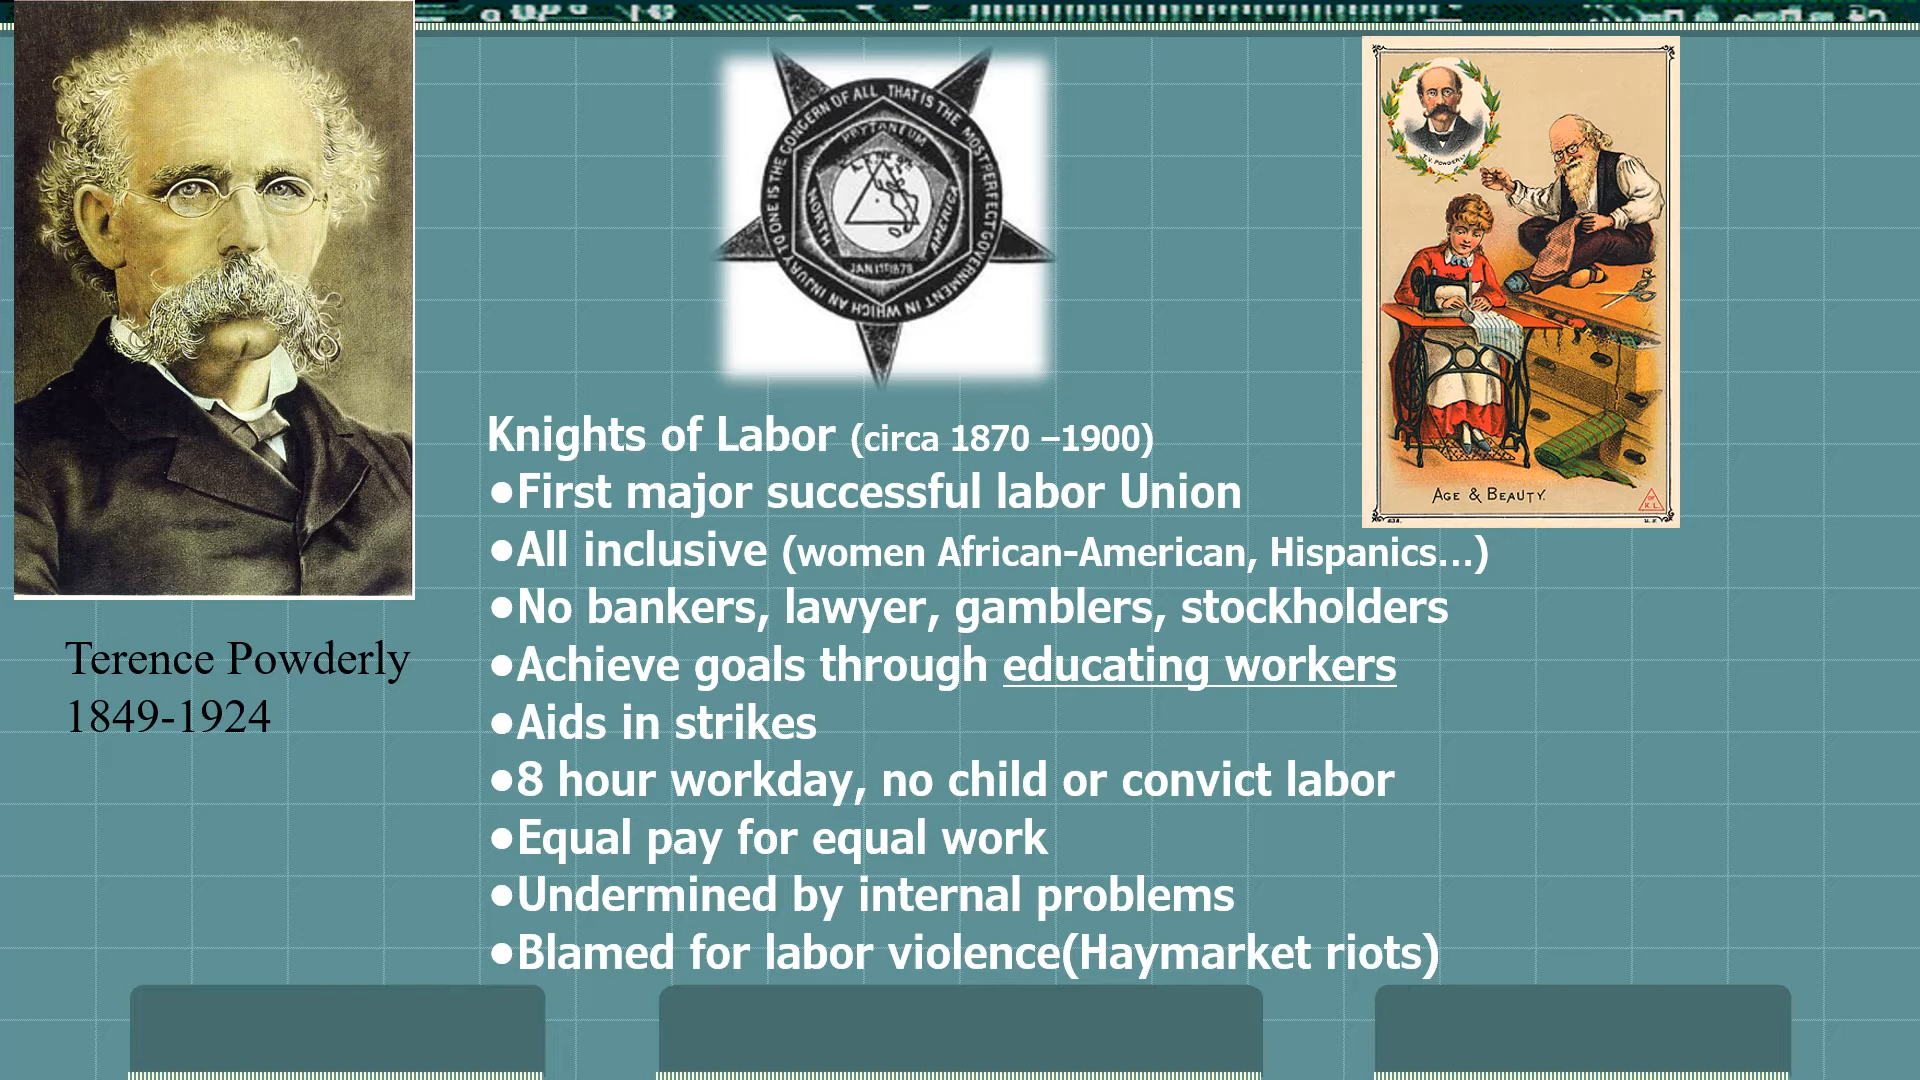 THAT IS THE MOST PERFECT GOVERNMENT IN WHICH AN INJURY TO ONE IS THE CONCERN OF ALL
PRYTANEUM
NORTH
AMERICA
T.V. POWDERLY
AGE & BEAUTY.
K. L.
Terence Powderly
1849-1924
Knights of Labor (circa 1870 –1900)
●First major successful labor Union
●All inclusive (women African-American, Hispanics…)
●No bankers, lawyer, gamblers, stockholders
●Achieve goals through educating workers
●Aids in strikes
●8 hour workday, no child or convict labor
●Equal pay for equal work
●Undermined by internal problems
●Blamed for labor violence(Haymarket riots)